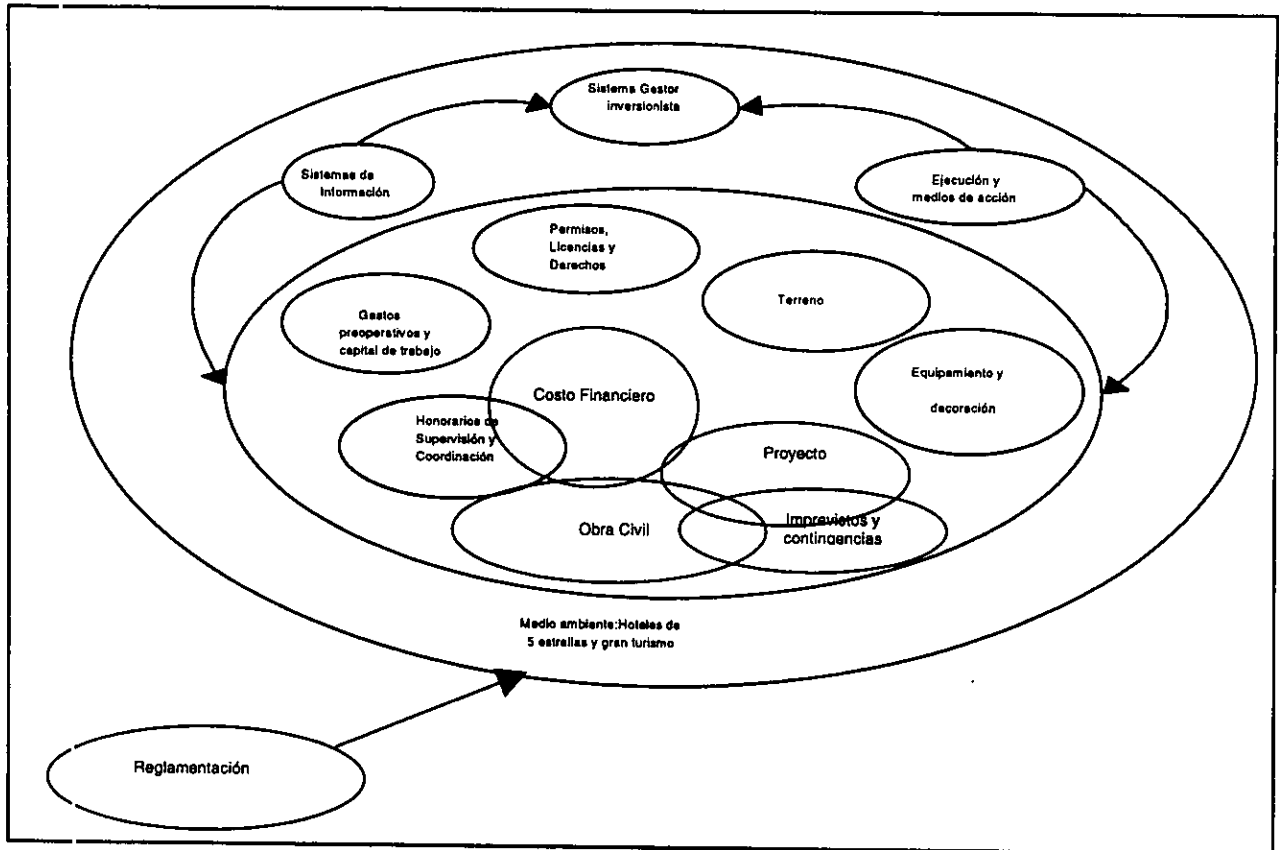 Sistema Gestor
inversionista
Sistemas de
Información
Ejecución y
medios de acción
Permisos,
Licencias y
Derechos
Terreno
Gastos
preoperativos y
capital de trabajo
Costo Financiero
Equipamiento y
decoración
Honorarios de
Supervisión y
Coordinación
Proyecto
Obra Civil
Imprevistos y
contingencias
Medio ambiente:Hoteles de
5 estrellas y gran turismo
Reglamentación